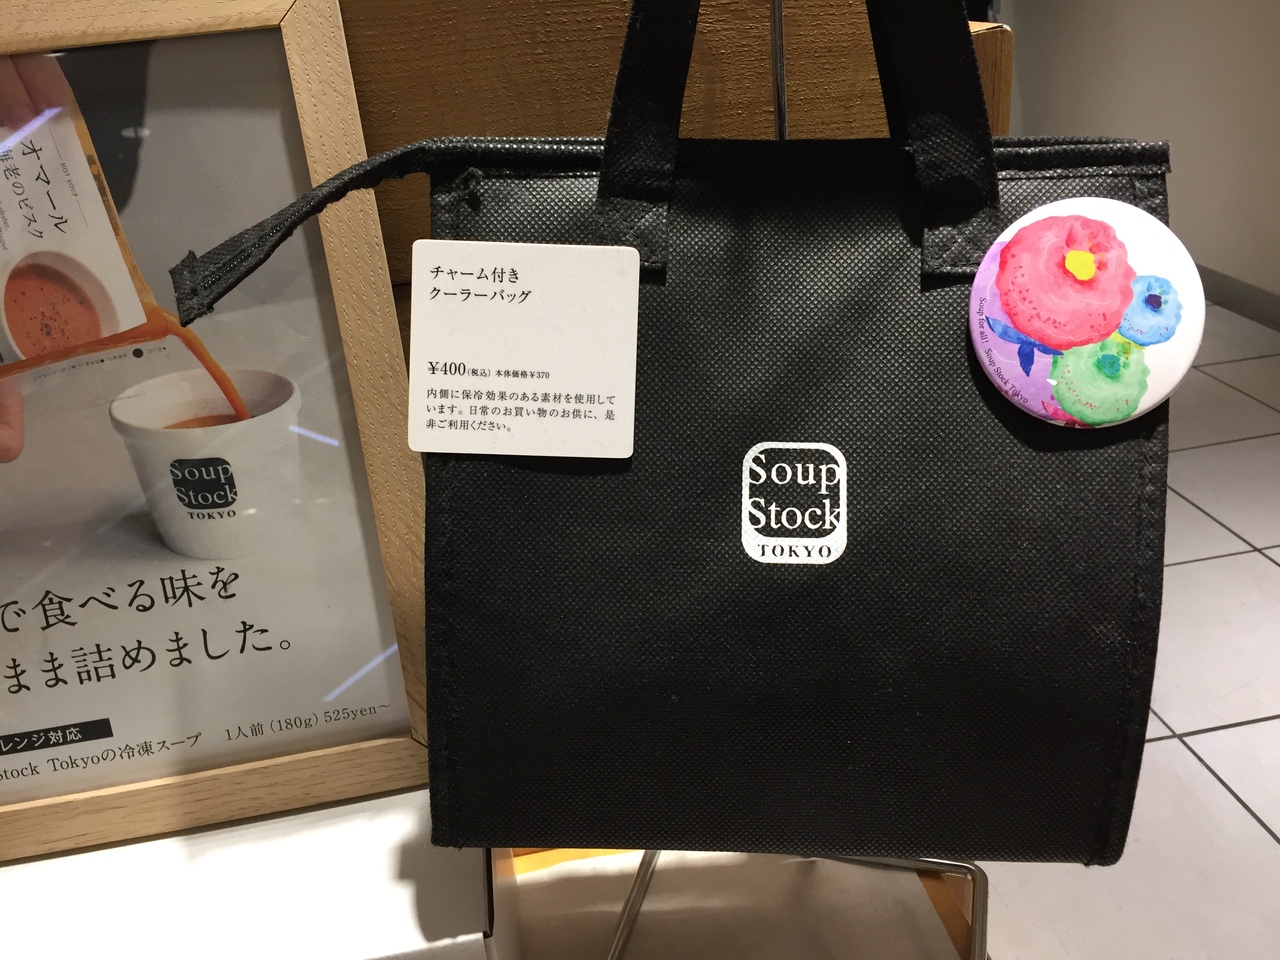 オマール
海老のビスク
HOT SOUP
Soup
Stock
TOKYO
で食べる味を
まま詰めました。
レンジ対応
Stock Tokyoの冷凍スープ 1人前(180g) 525yen~
チャーム付き
クーラーバッグ
¥400(税込) 本体価格¥370
内側に保冷効果のある素材を使用して
います。日常のお買い物のお供に、是
非ご利用ください。
Soup
Stock
TOKYO
Soup for all! Soup Stock Tokyo